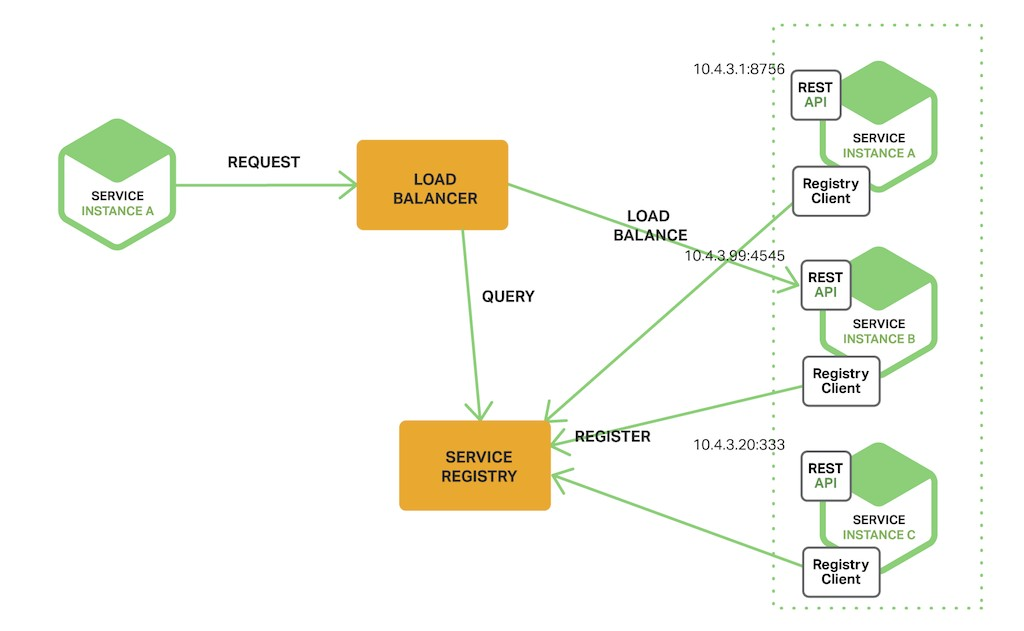 SERVICE
INSTANCE A
REQUEST
LOAD
BALANCER
LOAD
BALANCE
QUERY
SERVICE
REGISTRY
REGISTER
10.4.3.1:8756
REST
API
SERVICE
INSTANCE A
Registry
Client
10.4.3.99:4545
REST
API
SERVICE
INSTANCE B
Registry
Client
10.4.3.20:333
REST
API
SERVICE
INSTANCE C
Registry
Client